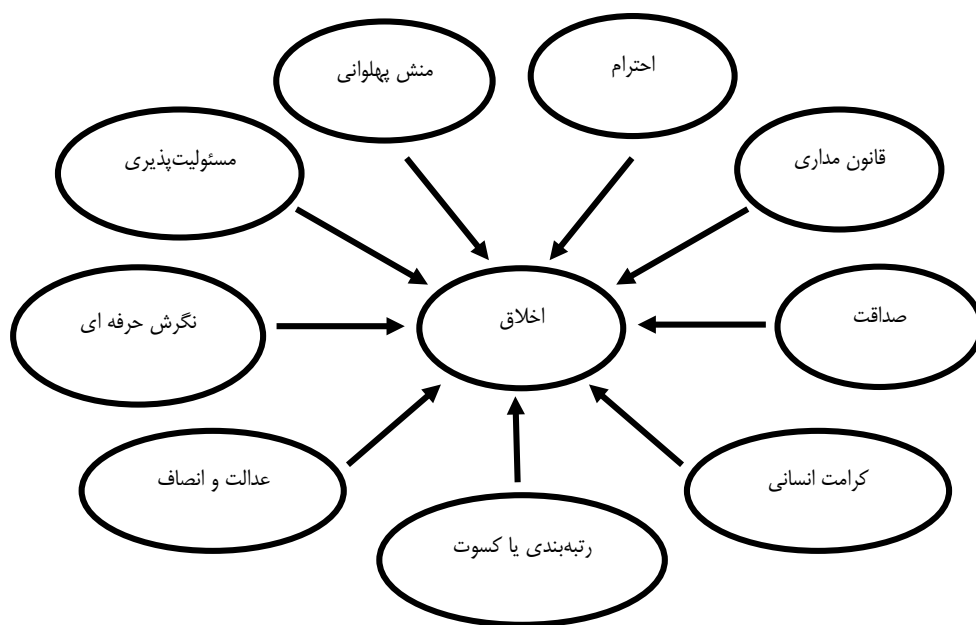 احترام
منش پهلوانی
قانون مداری
مسئولیت‌پذیری
صداقت
اخلاق
نگرش حرفه ای
کرامت انسانی
عدالت و انصاف
رتبه‌بندی یا کسوت